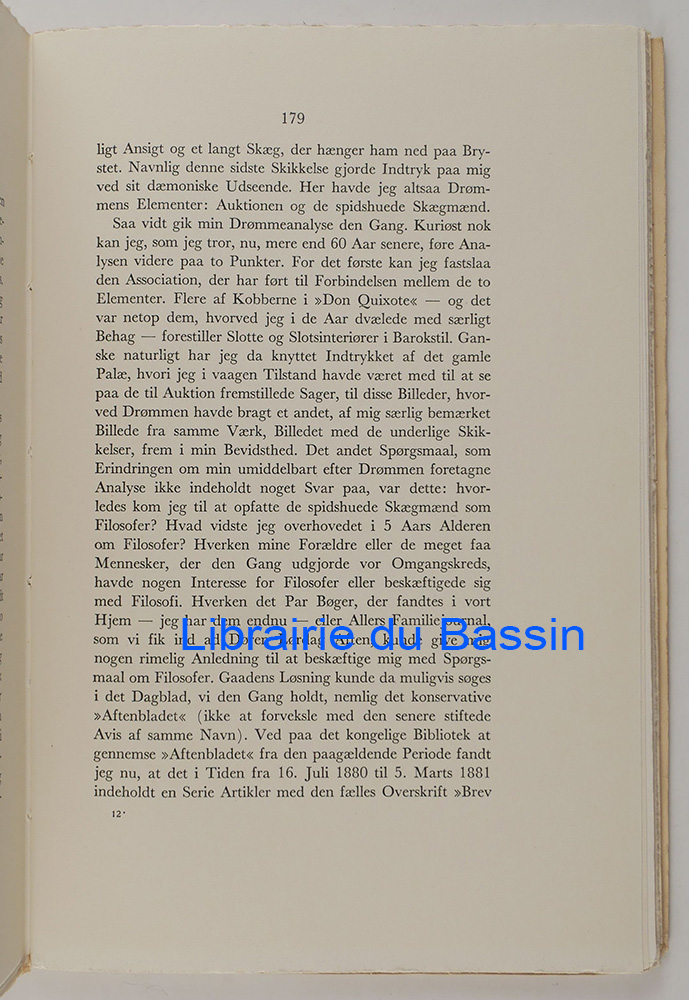 179
ligt Ansigt og et langt Skæg, der hænger ham ned paa Bry-
stet. Navnlig denne sidste Skikkelse gjorde Indtryk paa mig
ved sit dæmoniske Udseende. Her havde jeg altsaa Drøm-
mens Elementer: Auktionen og de spidshuede Skægmænd.
Saa vidt gik min Drømmeanalyse den Gang. Kuriøst nok
kan jeg, som jeg tror, nu, mere end 60 Aar senere, føre Ana-
lysen videre paa to Punkter. For det første kan jeg fastslaa
den Association, der har ført til Forbindelsen mellem de to
Elementer. Flere af Kobberne i »Don Quixote« — og det
var netop dem, hvorved jeg i de Aar dvælede med særligt
Behag — forestiller Slotte og Slotsinteriører i Barokstil. Gan-
ske naturligt har jeg da knyttet Indtrykket af det gamle
Palæ, hvori jeg i vaagen Tilstand havde været med til at se
paa de til Auktion fremstillede Sager, til disse Billeder, hvor-
ved Drømmen havde bragt et andet, af mig særlig bemærket
Billede fra samme Værk, Billedet med de underlige Skik-
kelser, frem i min Bevidsthed. Det andet Spørgsmaal, som
Erindringen om min umiddelbart efter Drømmen foretagne
Analyse ikke indeholdt noget Svar paa, var dette: hvor-
ledes kom jeg til at opfatte de spidshuede Skægmænd som
Filosofer? Hvad vidste jeg overhovedet i 5 Aars Alderen
om Filosofer? Hverken mine Forældre eller de meget faa
Mennesker, der den Gang udgjorde vor Omgangskreds,
havde nogen Interesse for Filosofer eller beskæftigede sig
med Filosofi. Hverken det Par Bøger, der fandtes i vort
Hjem — jeg har dem endnu — eller Allers Familiejournal,
som vi fik ind ad Døren Lørdag Aften, kunde give mig
nogen rimelig Anledning til at beskæftige mig med Spørgs-
maal om Filosofer. Gaadens Løsning kunde da muligvis søges
i det Dagblad, vi den Gang holdt, nemlig det konservative
»Aftenbladet« (ikke at forveksle med den senere stiftede
Avis af samme Navn). Ved paa det kongelige Bibliotek at
gennemse »Aftenbladet« fra den paagældende Periode fandt
jeg nu, at det i Tiden fra 16. Juli 1880 til 5. Marts 1881
indeholdt en Serie Artikler med den fælles Overskrift »Brev
12*
Librairie du Bassin